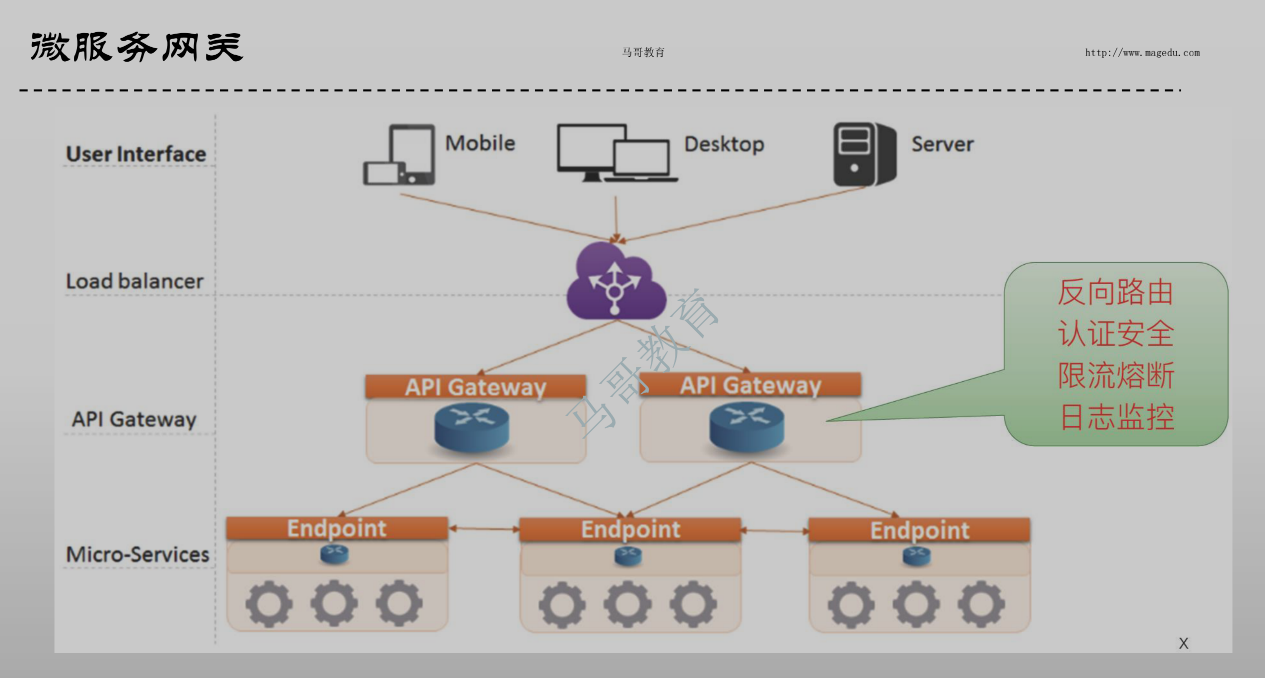 微服务网关
马哥教育
http://www.magedu.com
User Interface
Mobile
Desktop
Server
Load balancer
反向路由
认证安全
限流熔断
日志监控
马哥教育
API Gateway
API Gateway
API Gateway
Endpoint
Endpoint
Endpoint
Micro-Services
X